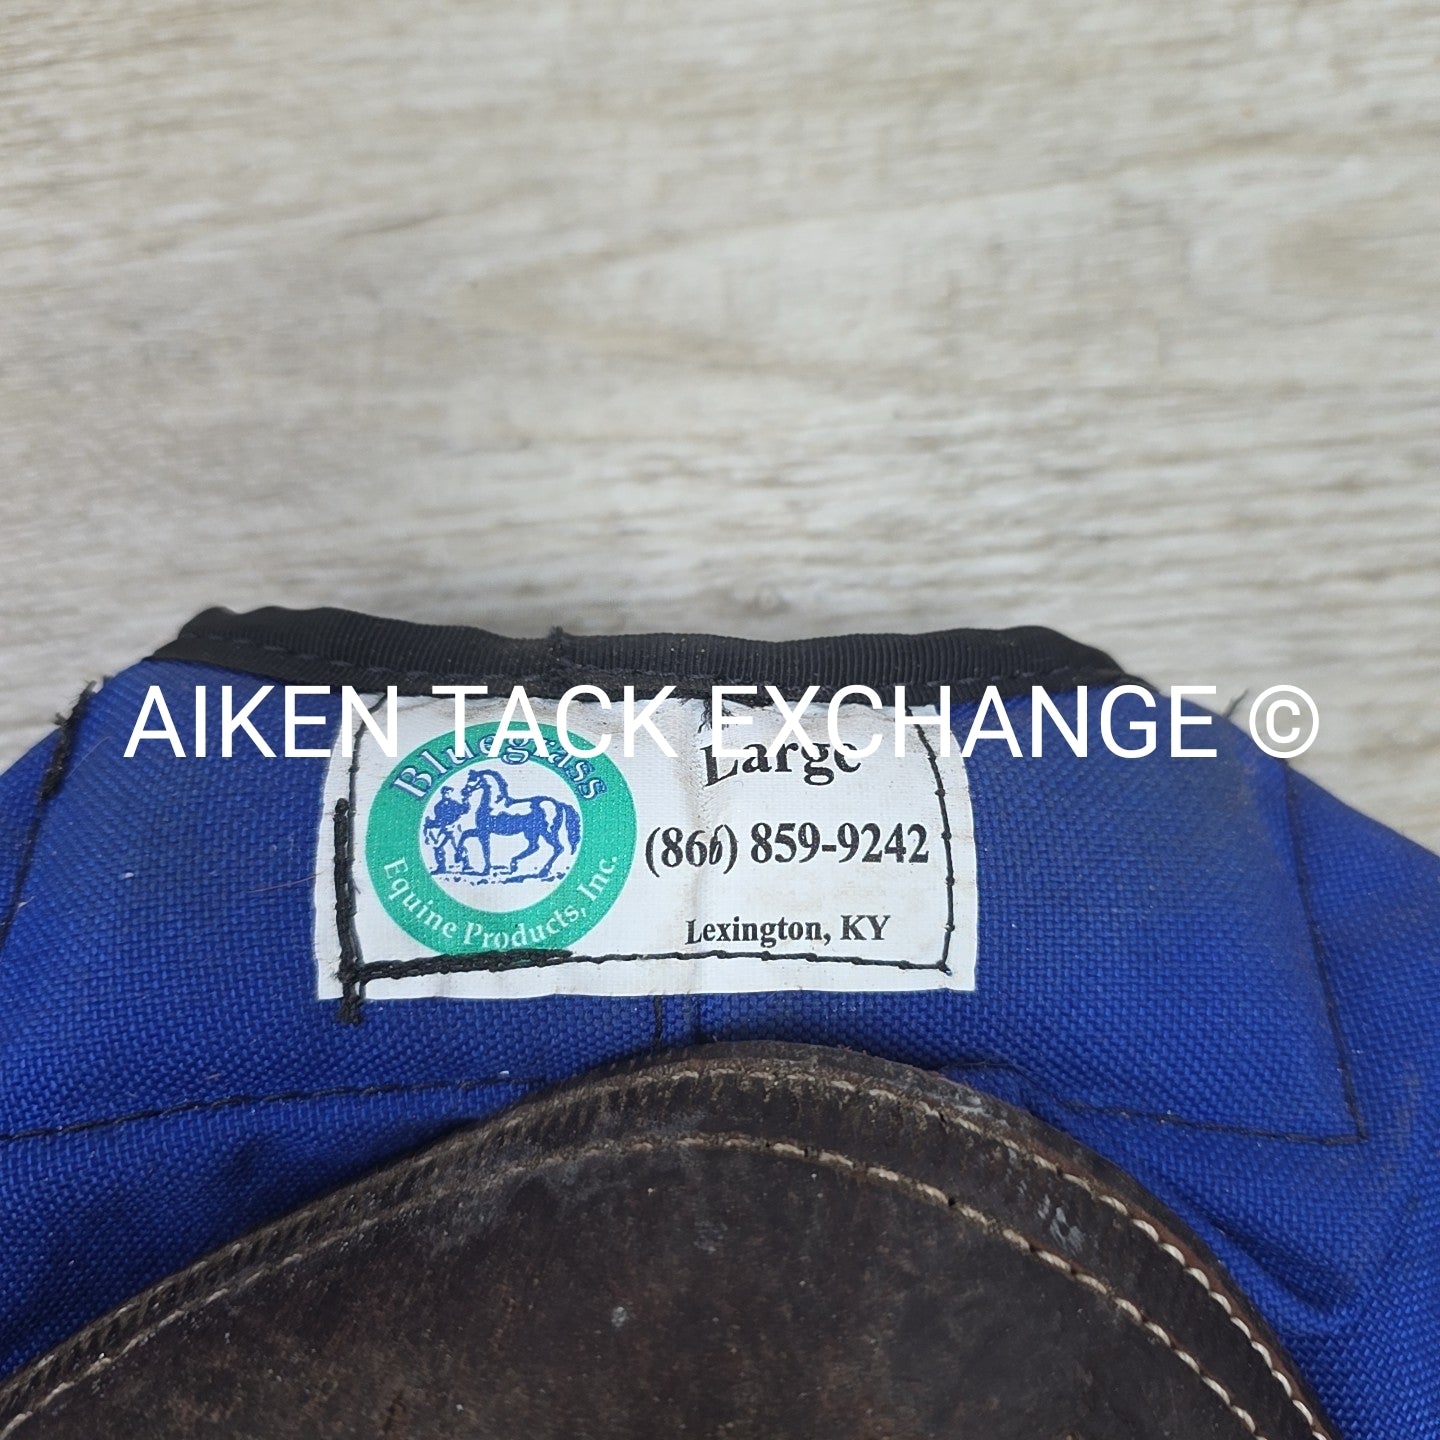 AIKEN TACK EXCHANGE ©
Bluegrass
Equine Products, Inc.
Large
(866) 859-9242
Lexington, KY